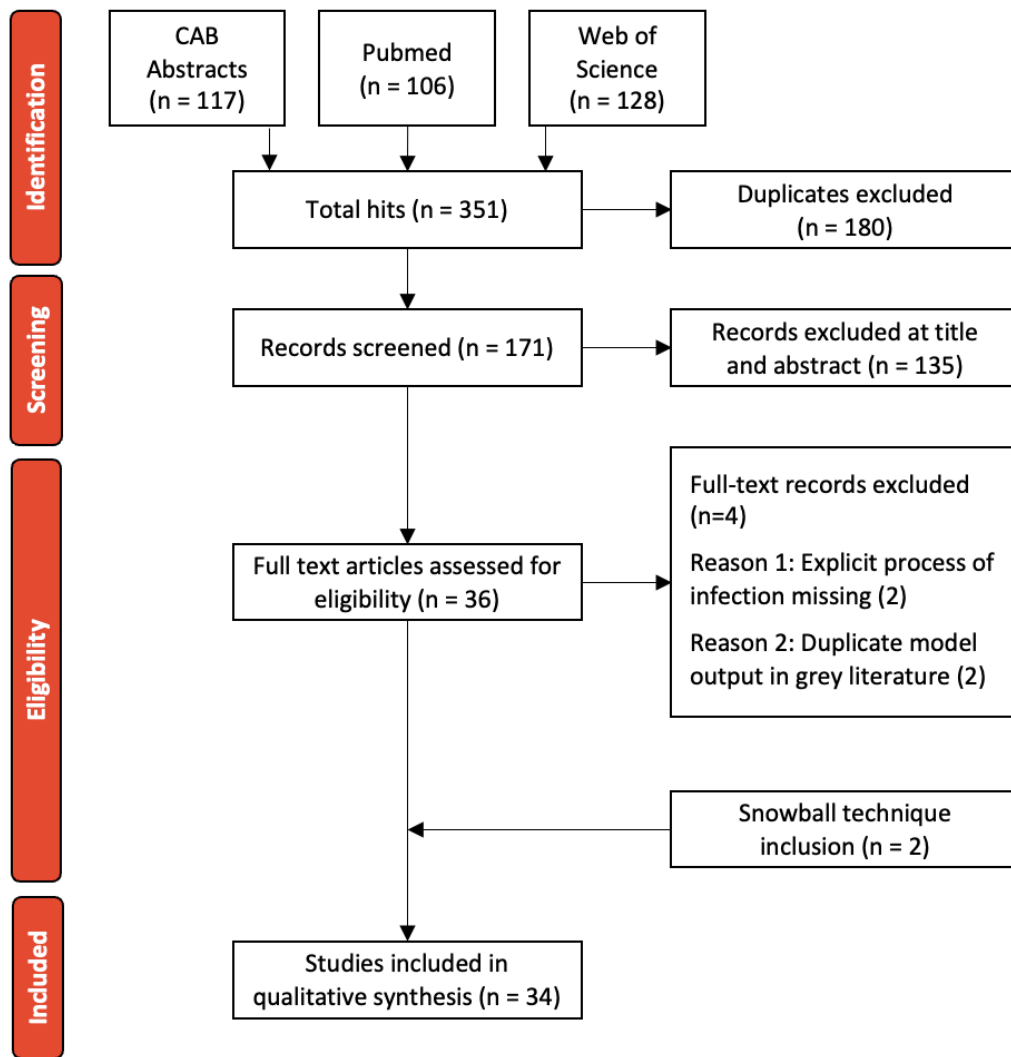 Identification
CAB
Abstracts
(n = 117)
Pubmed
(n = 106)
Web of
Science
(n = 128)
Total hits (n = 351)
Duplicates excluded
(n = 180)
Screening
Records screened (n = 171)
Records excluded at title
and abstract (n = 135)
Eligibility
Full text articles assessed for
eligibility (n = 36)
Full-text records excluded
(n=4)
Reason 1: Explicit process of
infection missing (2)
Reason 2: Duplicate model
output in grey literature (2)
Snowball technique
inclusion (n = 2)
Included
Studies included in
qualitative synthesis (n = 34)